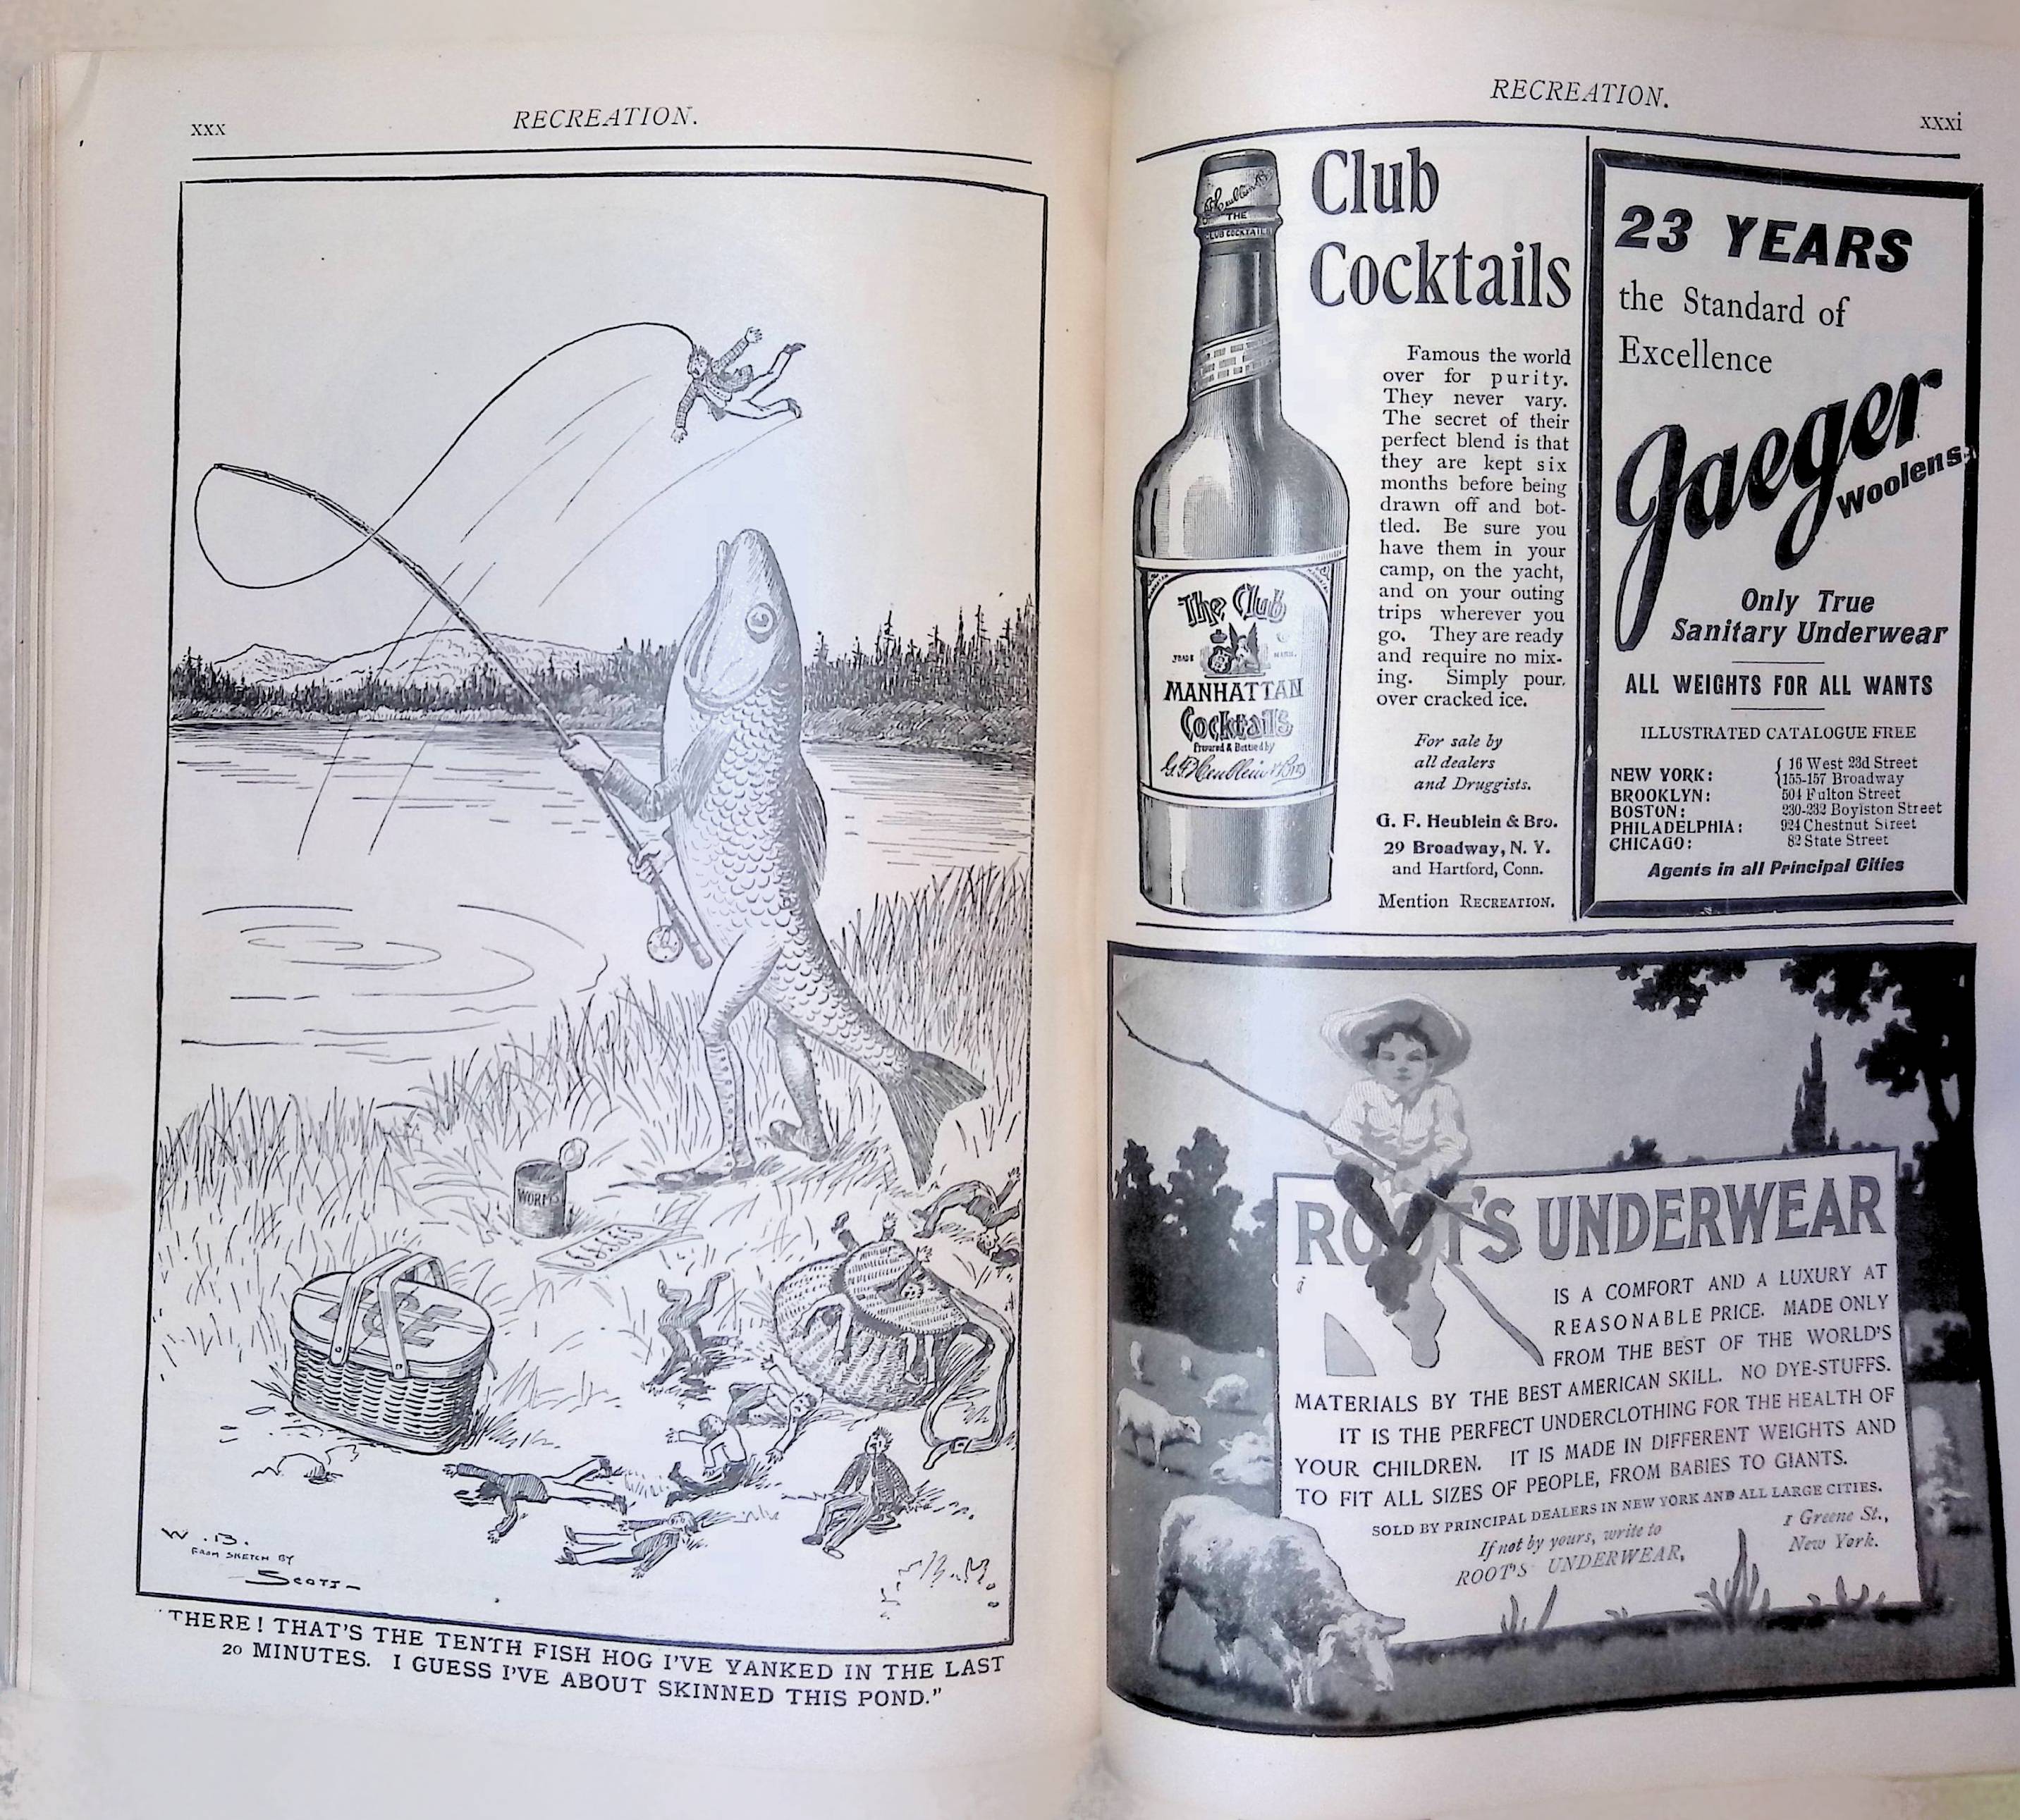 xxx
RECREATION.
WORMS
ICE
W.B.
FROM SKETCH BY
SCOTT-
"THERE! THAT'S THE TENTH FISH HOG I'VE YANKED IN THE LAST
20 MINUTES. I GUESS I'VE ABOUT SKINNED THIS POND."
RECREATION.
xxxi
THE
CLUB COCKTAILS
The Club
TRADE MARK.
MANHATTAN
Cocktails
Prepared & Bottled by
G.F. Heublein & Bro
Club
Cocktails
Famous the world
over for purity.
They never vary.
The secret of their
perfect blend is that
they are kept six
months before being
drawn off and bot-
tled. Be sure you
have them in your
camp, on the yacht,
and on your outing
trips wherever you
go. They are ready
and require no mix-
ing. Simply pour
over cracked ice.
For sale by
all dealers
and Druggists.
G. F. Heublein & Bro.
29 Broadway, N. Y.
and Hartford, Conn.
Mention RECREATION.
23 YEARS
the Standard of
Excellence
Jaeger
Woolens
Only True
Sanitary Underwear
ALL WEIGHTS FOR ALL WANTS
ILLUSTRATED CATALOGUE FREE
NEW YORK: { 16 West 23d Street
155-157 Broadway
BROOKLYN: 504 Fulton Street
BOSTON: 230-232 Boylston Street
PHILADELPHIA: 924 Chestnut Street
CHICAGO: 82 State Street
Agents in all Principal Cities
ROOT'S UNDERWEAR
IS A COMFORT AND A LUXURY AT
REASONABLE PRICE. MADE ONLY
FROM THE BEST OF THE WORLD'S
MATERIALS BY THE BEST AMERICAN SKILL. NO DYE-STUFFS.
IT IS THE PERFECT UNDERCLOTHING FOR THE HEALTH OF
YOUR CHILDREN. IT IS MADE IN DIFFERENT WEIGHTS AND
TO FIT ALL SIZES OF PEOPLE, FROM BABIES TO GIANTS.
SOLD BY PRINCIPAL DEALERS IN NEW YORK AND ALL LARGE CITIES.
If not by yours, write to
ROOT'S UNDERWEAR,
1 Greene St.,
New York.